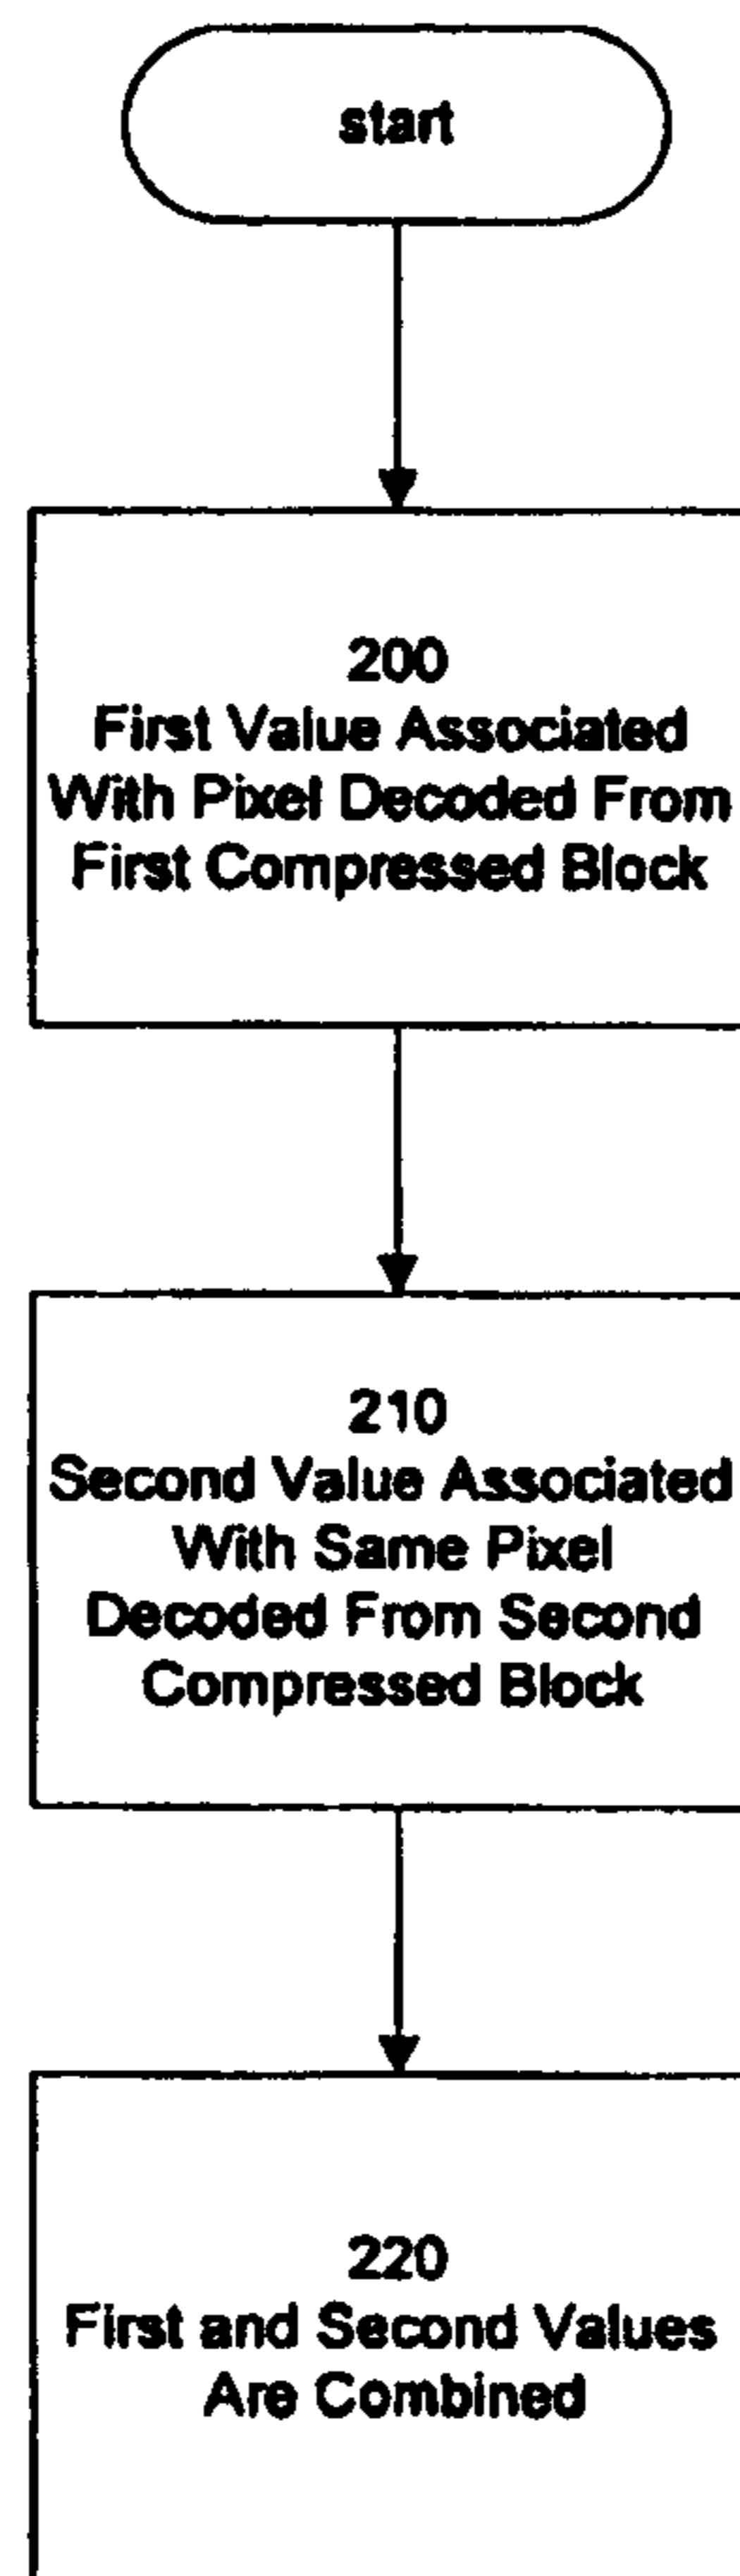 start
200
First Value Associated
With Pixel Decoded From
First Compressed Block
210
Second Value Associated
With Same Pixel
Decoded From Second
Compressed Block
220
First and Second Values
Are Combined